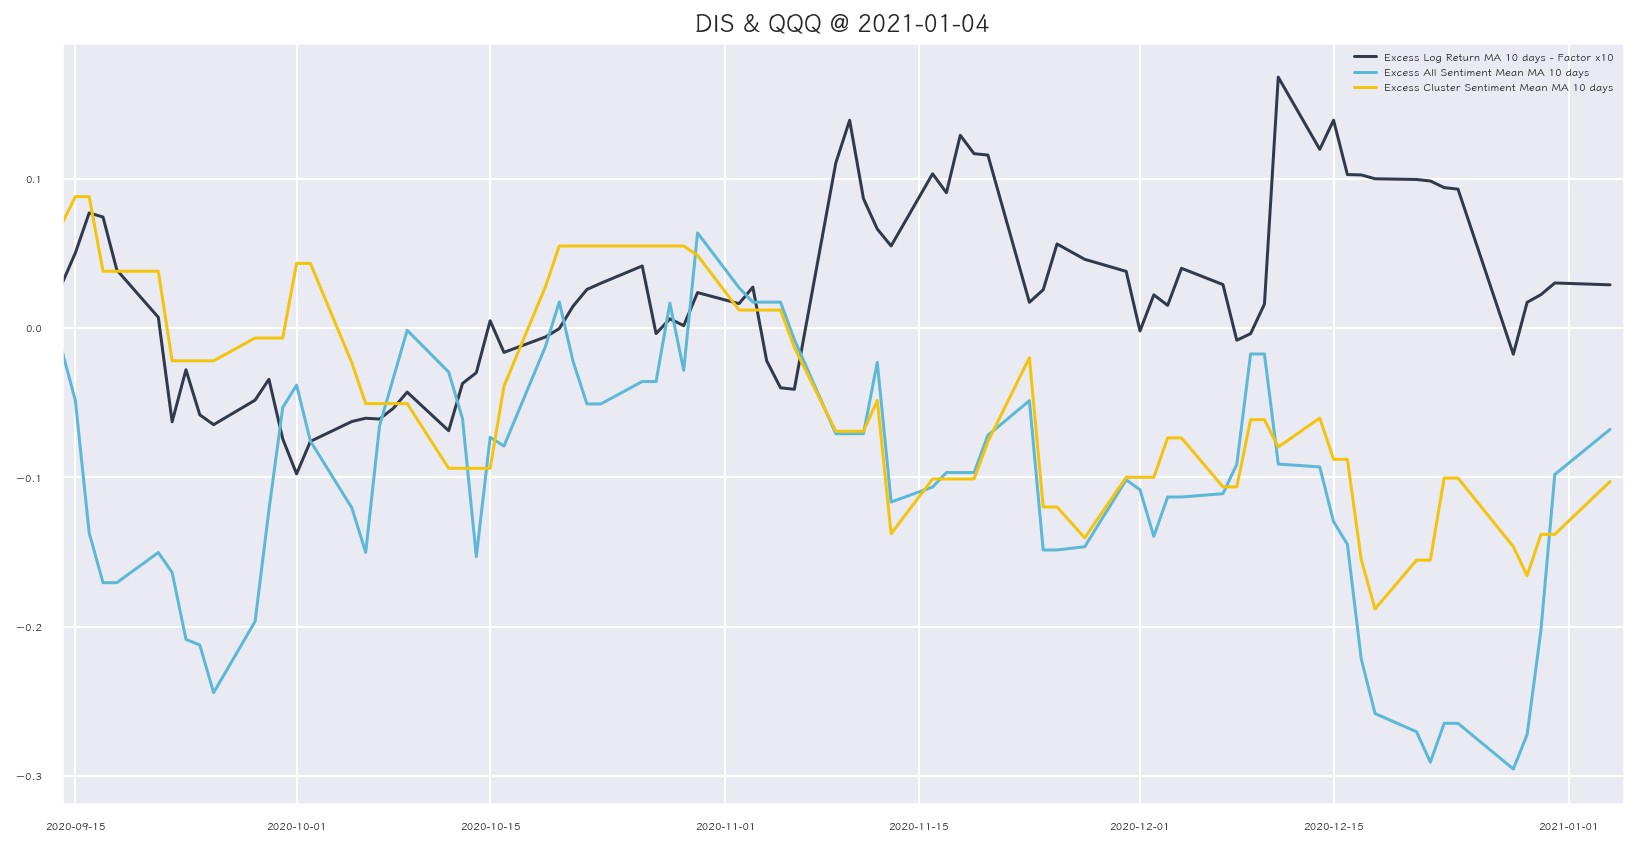 DIS & QQQ @ 2021-01-04
Excess Log Return MA 10 days - Factor x10
Excess All Sentiment Mean MA 10 days
Excess Cluster Sentiment Mean MA 10 days
0.1
0.0
−0.1
−0.2
−0.3
2020-09-15 2020-10-01 2020-10-15 2020-11-01 2020-11-15 2020-12-01 2020-12-15 2021-01-01